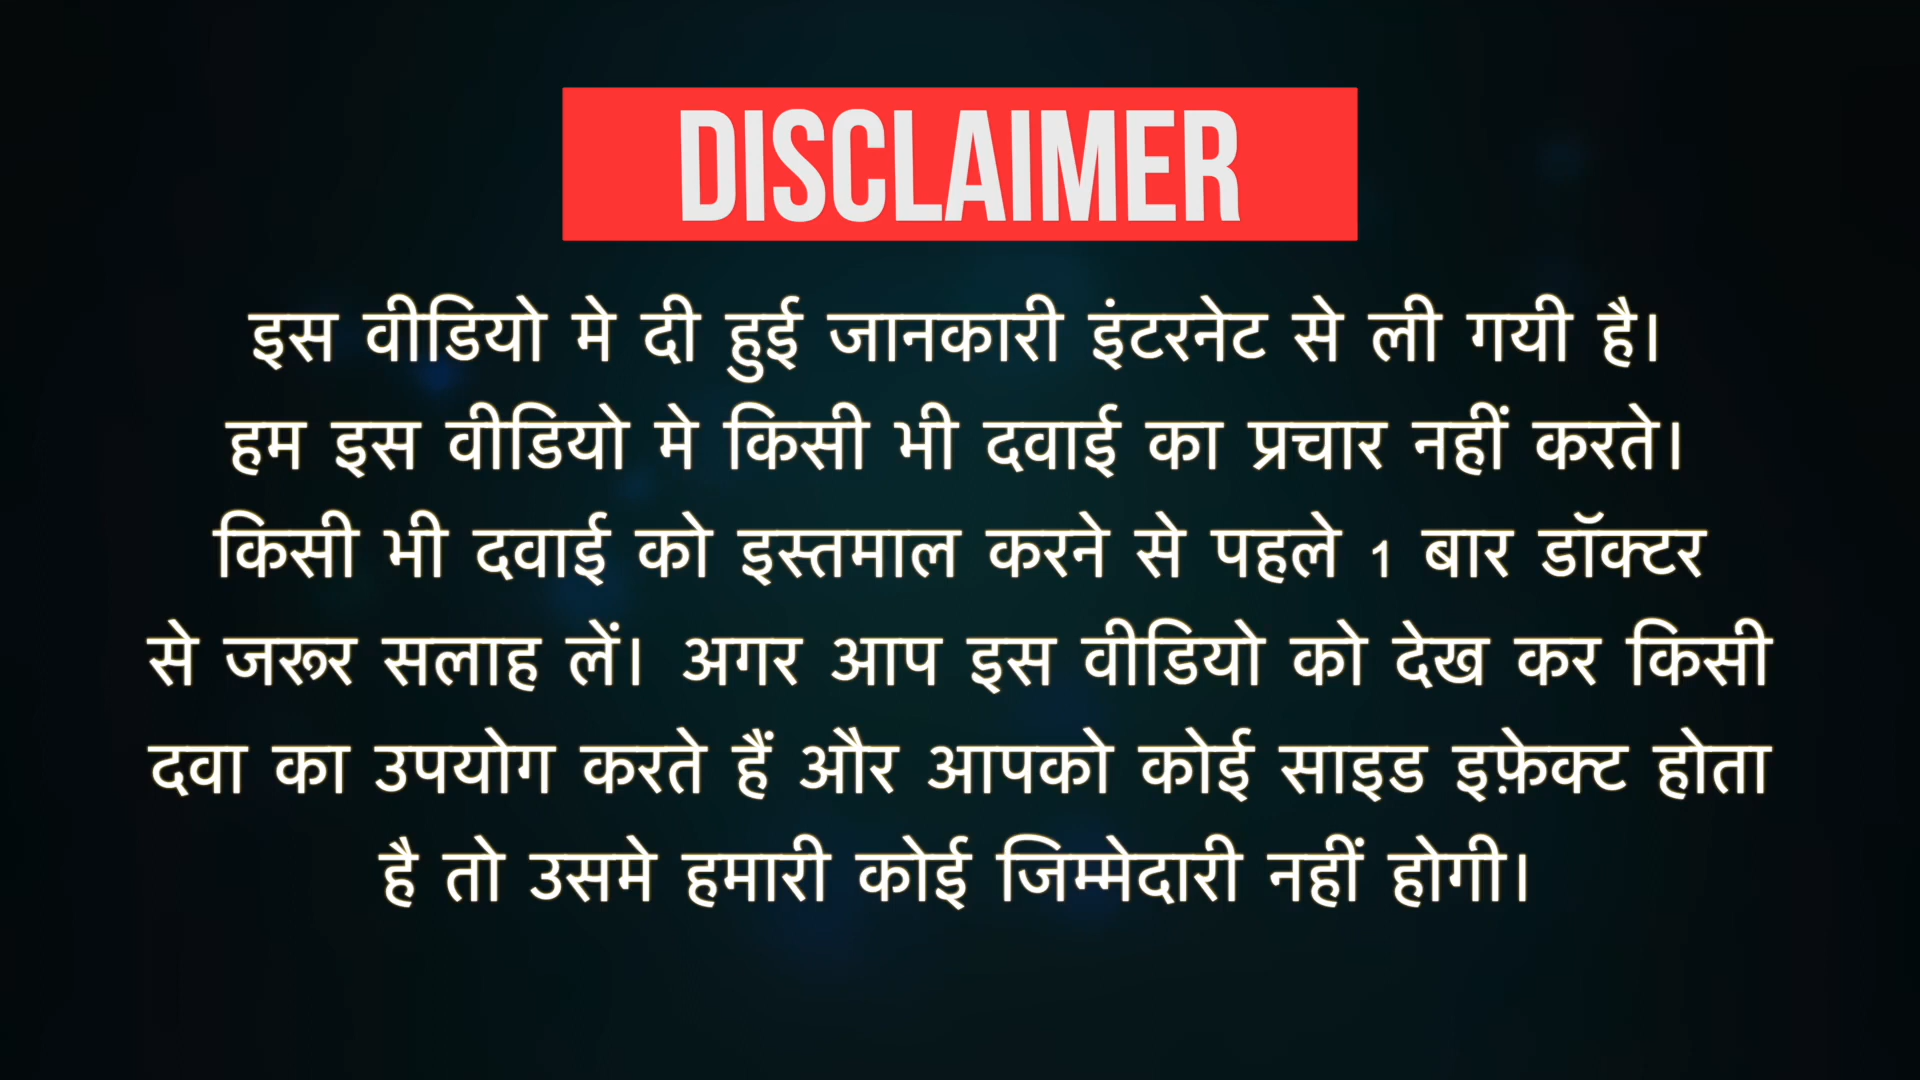 DISCLAIMER
इस वीडियो मे दी हुई जानकारी इंटरनेट से ली गयी है।
हम इस वीडियो मे किसी भी दवाई का प्रचार नहीं करते।
किसी भी दवाई को इस्तमाल करने से पहले 1 बार डॉक्टर
से जरूर सलाह लें। अगर आप इस वीडियो को देख कर किसी
दवा का उपयोग करते हैं और आपको कोई साइड इफ़ेक्ट होता
है तो उसमे हमारी कोई जिम्मेदारी नहीं होगी।